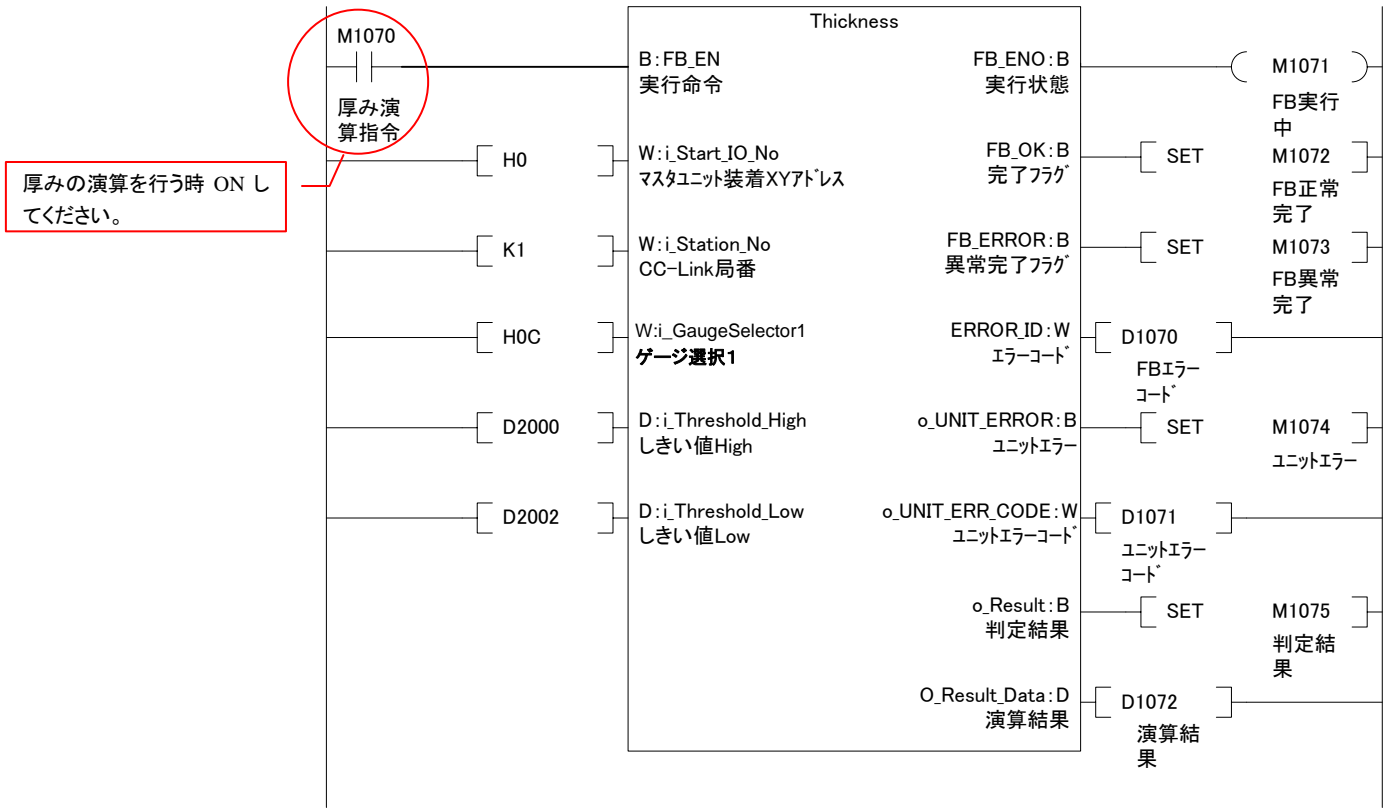 Thickness
M1070
厚み演
算指令
厚みの演算を行う時 ON し
てください。
B:FB_EN
実行命令
FB_ENO:B
実行状態
M1071
FB実行
中
H0
W:i_Start_IO_No
マスタユニット装着XYアドレス
FB_OK:B
完了フラグ
SET
M1072
FB正常
完了
K1
W:i_Station_No
CC-Link局番
FB_ERROR:B
異常完了フラグ
SET
M1073
FB異常
完了
H0C
W:i_GaugeSelector1
ゲージ選択1
ERROR_ID:W
エラーコード
D1070
FBエラー
コード
D2000
D:i_Threshold_High
しきい値High
o_UNIT_ERROR:B
ユニットエラー
SET
M1074
ユニットエラー
D2002
D:i_Threshold_Low
しきい値Low
o_UNIT_ERR_CODE:W
ユニットエラーコード
D1071
ユニットエラー
コード
o_Result:B
判定結果
SET
M1075
判定結
果
O_Result_Data:D
演算結果
D1072
演算結
果